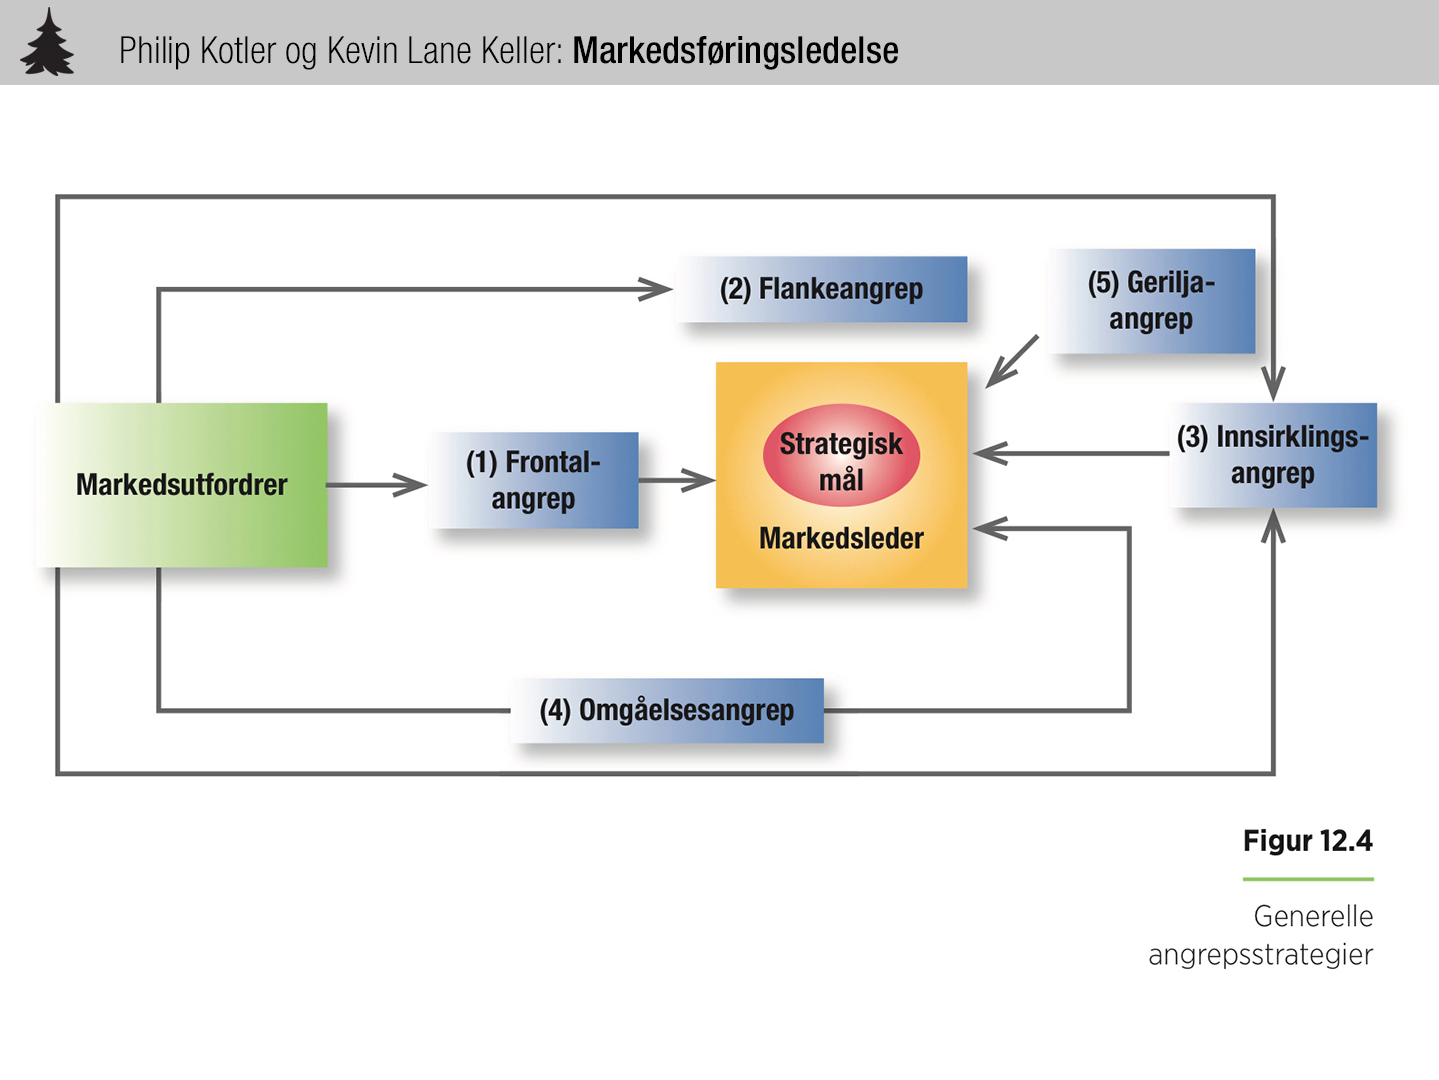 Philip Kotler og Kevin Lane Keller: Markedsføringsledelse
(2) Flankeangrep
(5) Gerilja-
angrep
Markedsutfordrer
(1) Frontal-
angrep
Strategisk
mål
Markedsleder
(3) Innsirklings-
angrep
(4) Omgåelsesangrep
Figur 12.4
Generelle
angrepsstrategier